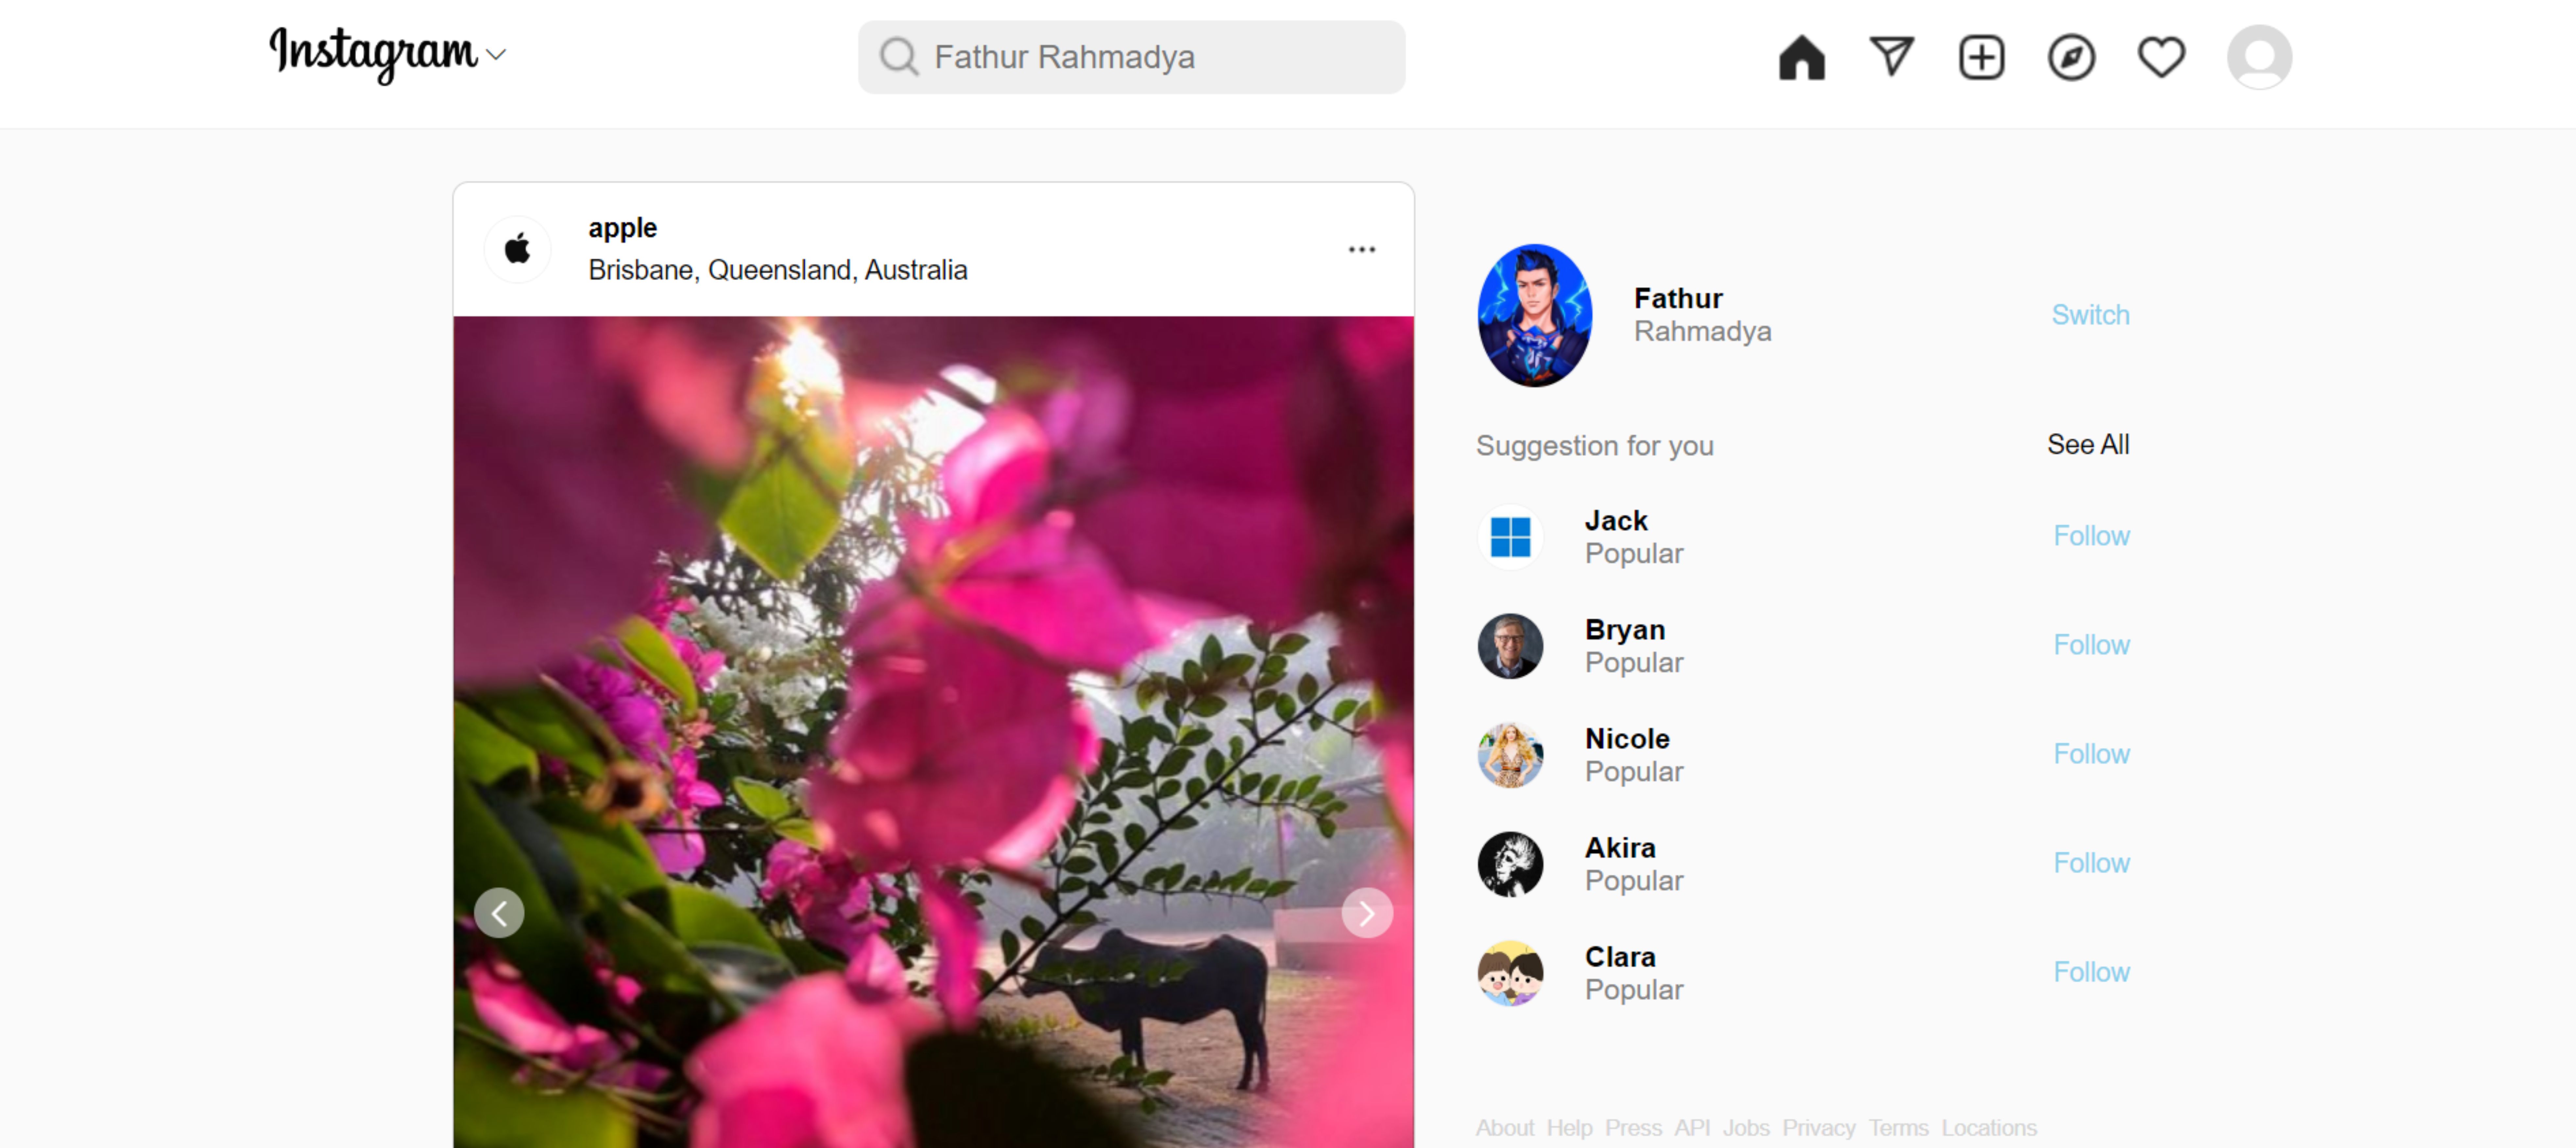 Instagram
Fathur Rahmadya
apple
Brisbane, Queensland, Australia
Fathur
Rahmadya
Switch
Suggestion for you
See All
Jack
Popular
Follow
Bryan
Popular
Follow
Nicole
Popular
Follow
Akira
Popular
Follow
Clara
Popular
Follow
About Help Press API Jobs Privacy Terms Locations